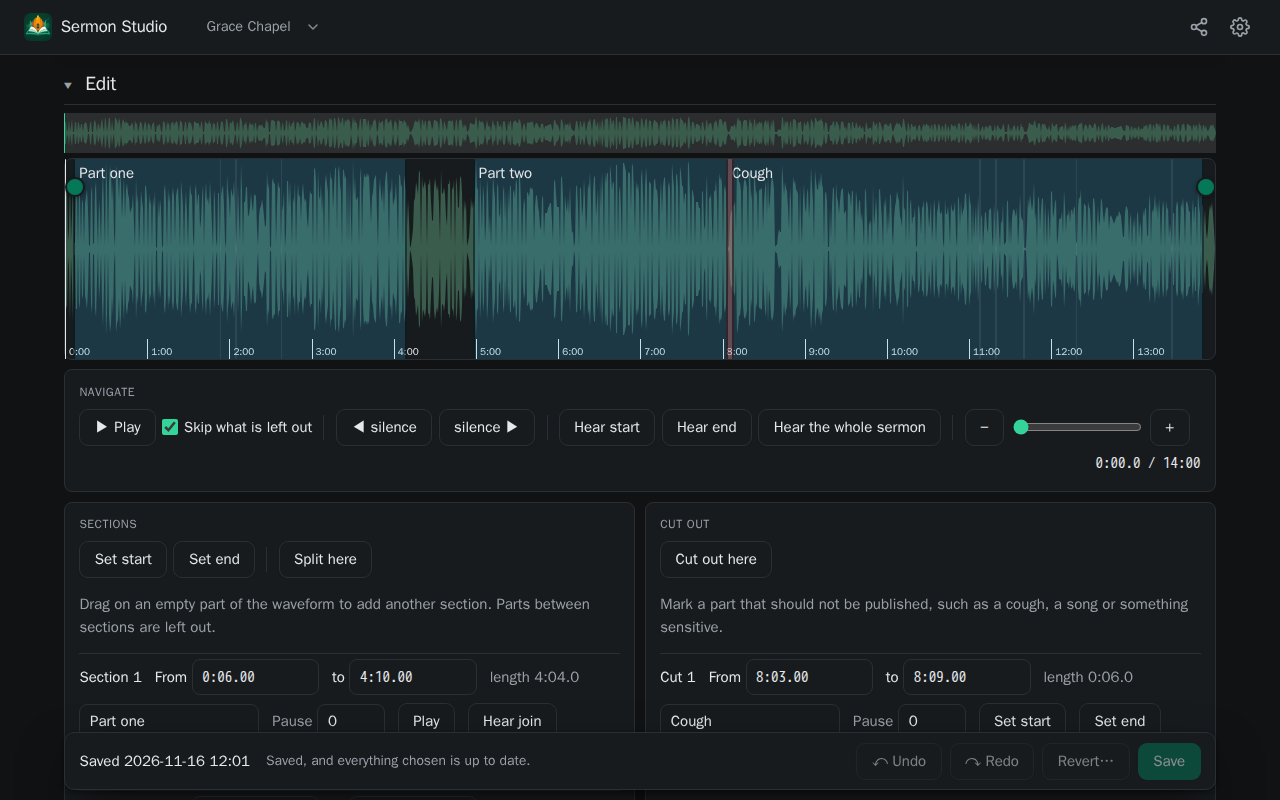 Sermon Studio
Grace Chapel
Edit
Part one
Part two
Cough
0:00 1:00 2:00 3:00 4:00 5:00 6:00 7:00 8:00 9:00 10:00 11:00 12:00 13:00
NAVIGATE
Play Skip what is left out silence silence Hear start Hear end Hear the whole sermon − +
0:00.0 / 14:00
SECTIONS
Set start Set end Split here
Drag on an empty part of the waveform to add another section. Parts between
sections are left out.
Section 1 From 0:06.00 to 4:10.00 length 4:04.0
Part one Pause 0 Play Hear join
CUT OUT
Cut out here
Mark a part that should not be published, such as a cough, a song or something
sensitive.
Cut 1 From 8:03.00 to 8:09.00 length 0:06.0
Cough Pause 0 Set start Set end
Saved 2026-11-16 12:01 Saved, and everything chosen is up to date. Undo Redo Revert… Save